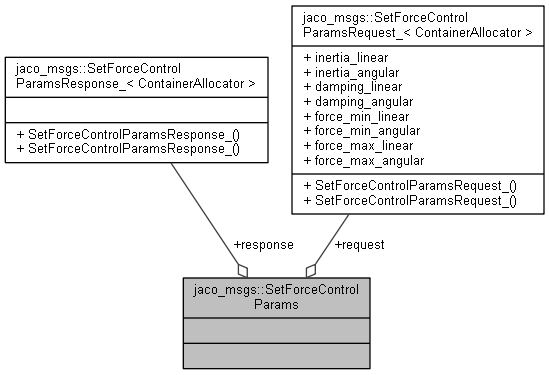 jaco_msgs::SetForceControl
ParamsResponse_< ContainerAllocator >
+ SetForceControlParamsResponse_()
+ SetForceControlParamsResponse_()
jaco_msgs::SetForceControl
ParamsRequest_< ContainerAllocator >
+ inertia_linear
+ inertia_angular
+ damping_linear
+ damping_angular
+ force_min_linear
+ force_min_angular
+ force_max_linear
+ force_max_angular
+ SetForceControlParamsRequest_()
+ SetForceControlParamsRequest_()
+response
+request
jaco_msgs::SetForceControl
Params